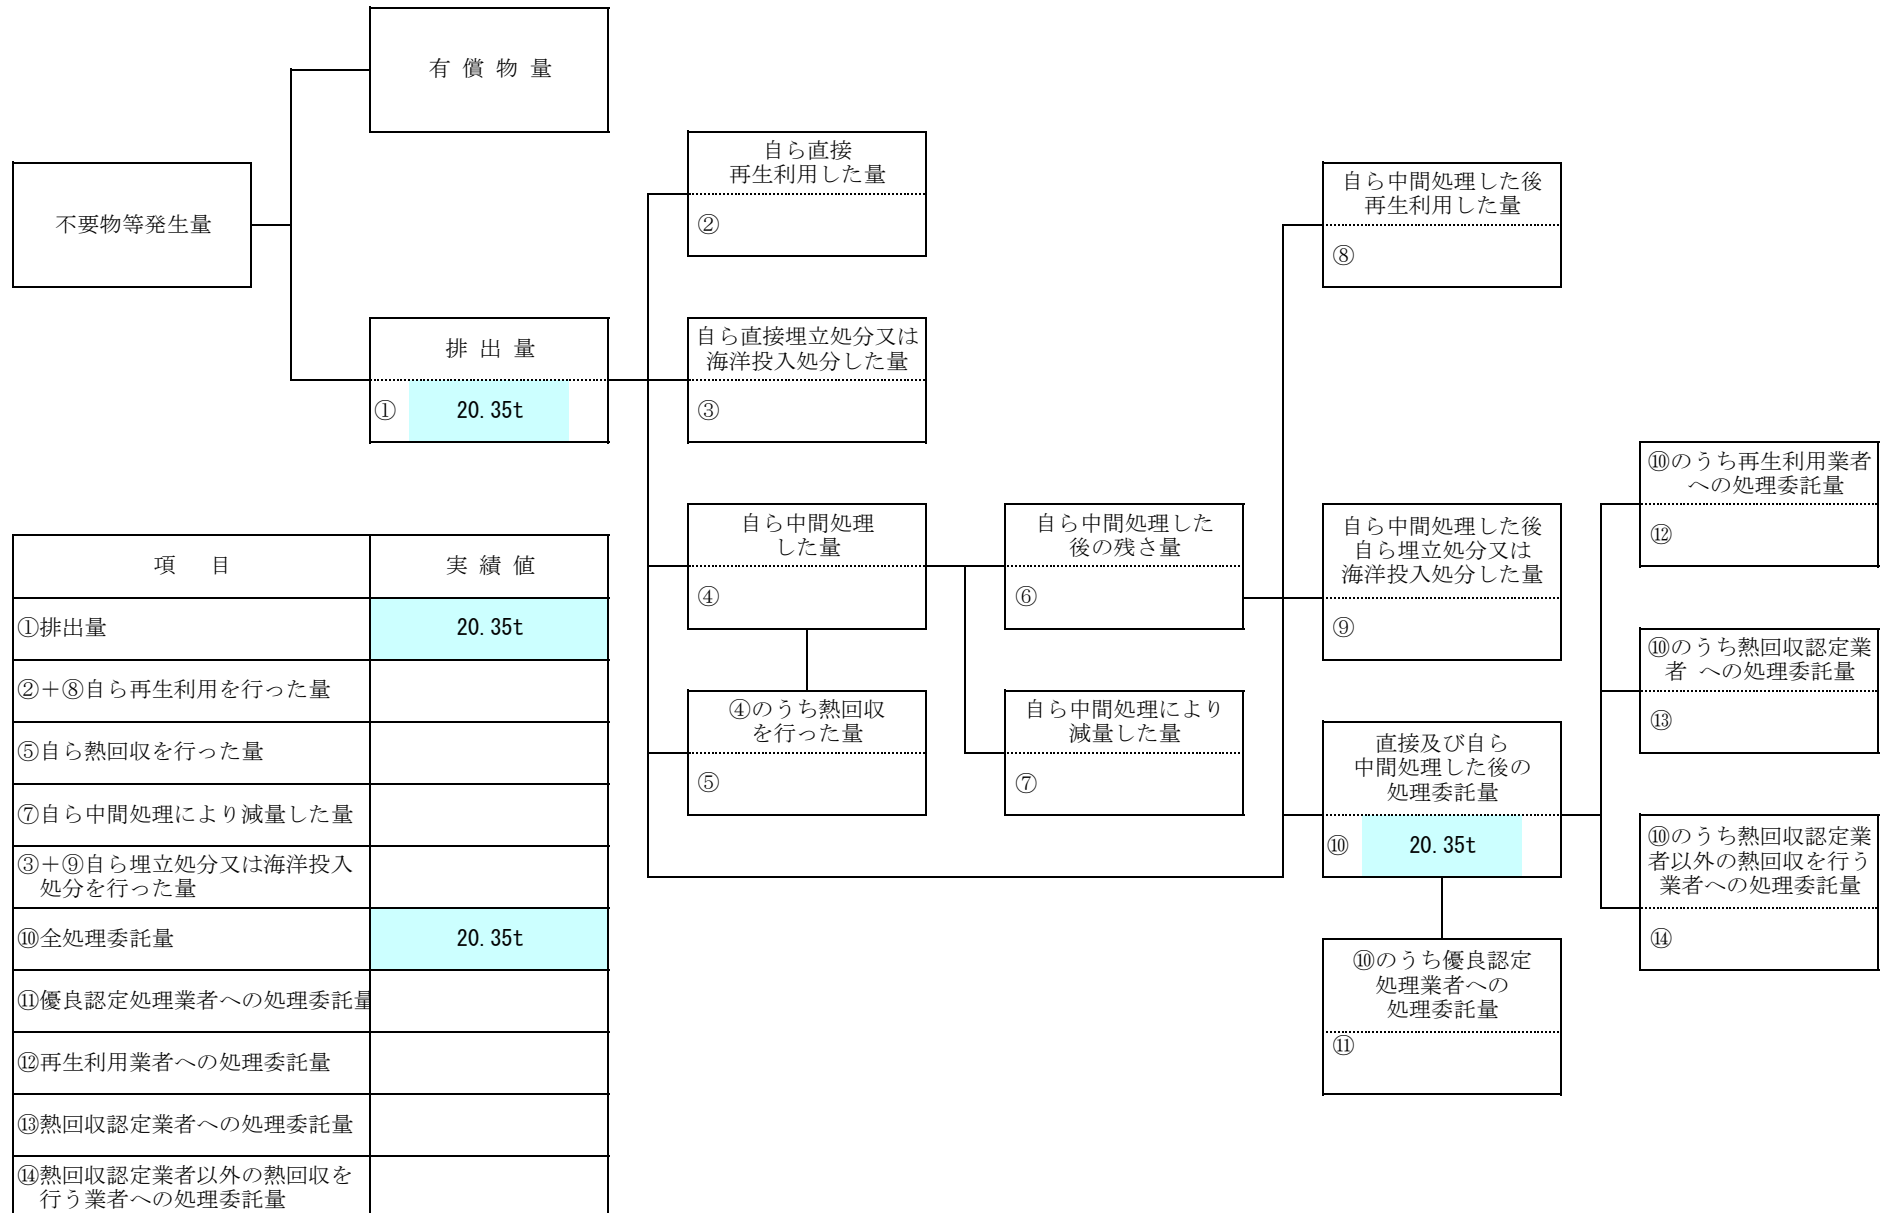 有 償 物 量
不要物等発生量
排 出 量
① 20.35t
自ら直接
再生利用した量
②
自ら直接埋立処分又は
海洋投入処分した量
③
自ら中間処理
した量
④
④のうち熱回収
を行った量
⑤
自ら中間処理した
後の残さ量
⑥
自ら中間処理により
減量した量
⑦
自ら中間処理した後
再生利用した量
⑧
自ら中間処理した後
自ら埋立処分又は
海洋投入処分した量
⑨
直接及び自ら
中間処理した後の
処理委託量
⑩ 20.35t
⑩のうち優良認定
処理業者への
処理委託量
⑪
⑩のうち再生利用業者
への処理委託量
⑫
⑩のうち熱回収認定業
者 への処理委託量
⑬
⑩のうち熱回収認定業
者以外の熱回収を行う
業者への処理委託量
⑭
項 目 実 績 値
①排出量 20.35t
②＋⑧自ら再生利用を行った量
⑤自ら熱回収を行った量
⑦自ら中間処理により減量した量
③＋⑨自ら埋立処分又は海洋投入
処分を行った量
⑩全処理委託量 20.35t
⑪優良認定処理業者への処理委託量
⑫再生利用業者への処理委託量
⑬熱回収認定業者への処理委託量
⑭熱回収認定業者以外の熱回収を
行う業者への処理委託量